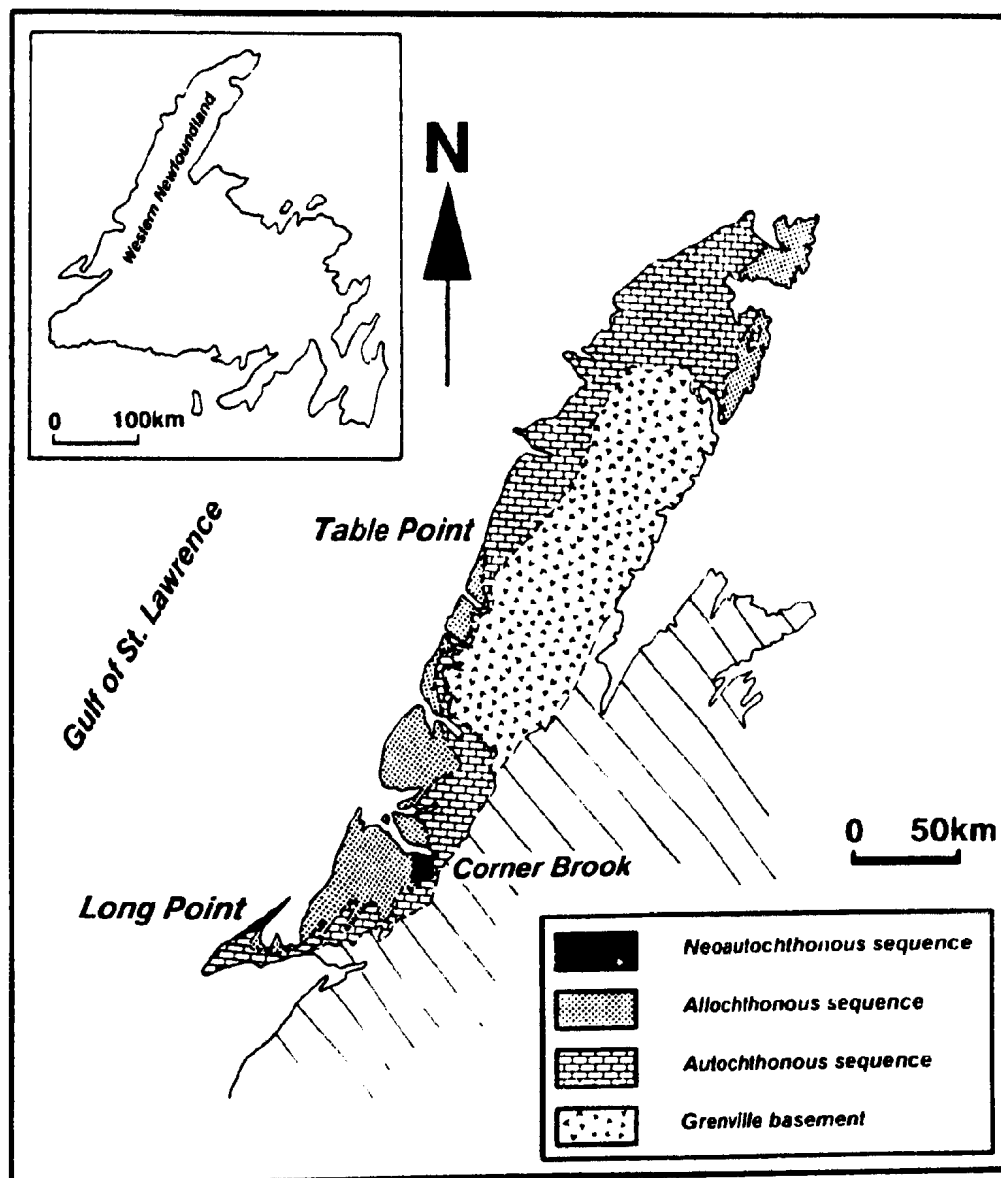 Western Newfoundland
0 100km
N
Table Point
Gulf of St. Lawrence
0 50km
Corner Brook
Long Point
Neoautochthonous sequence
Allochthonous sequence
Autochthonous sequence
Grenville basement